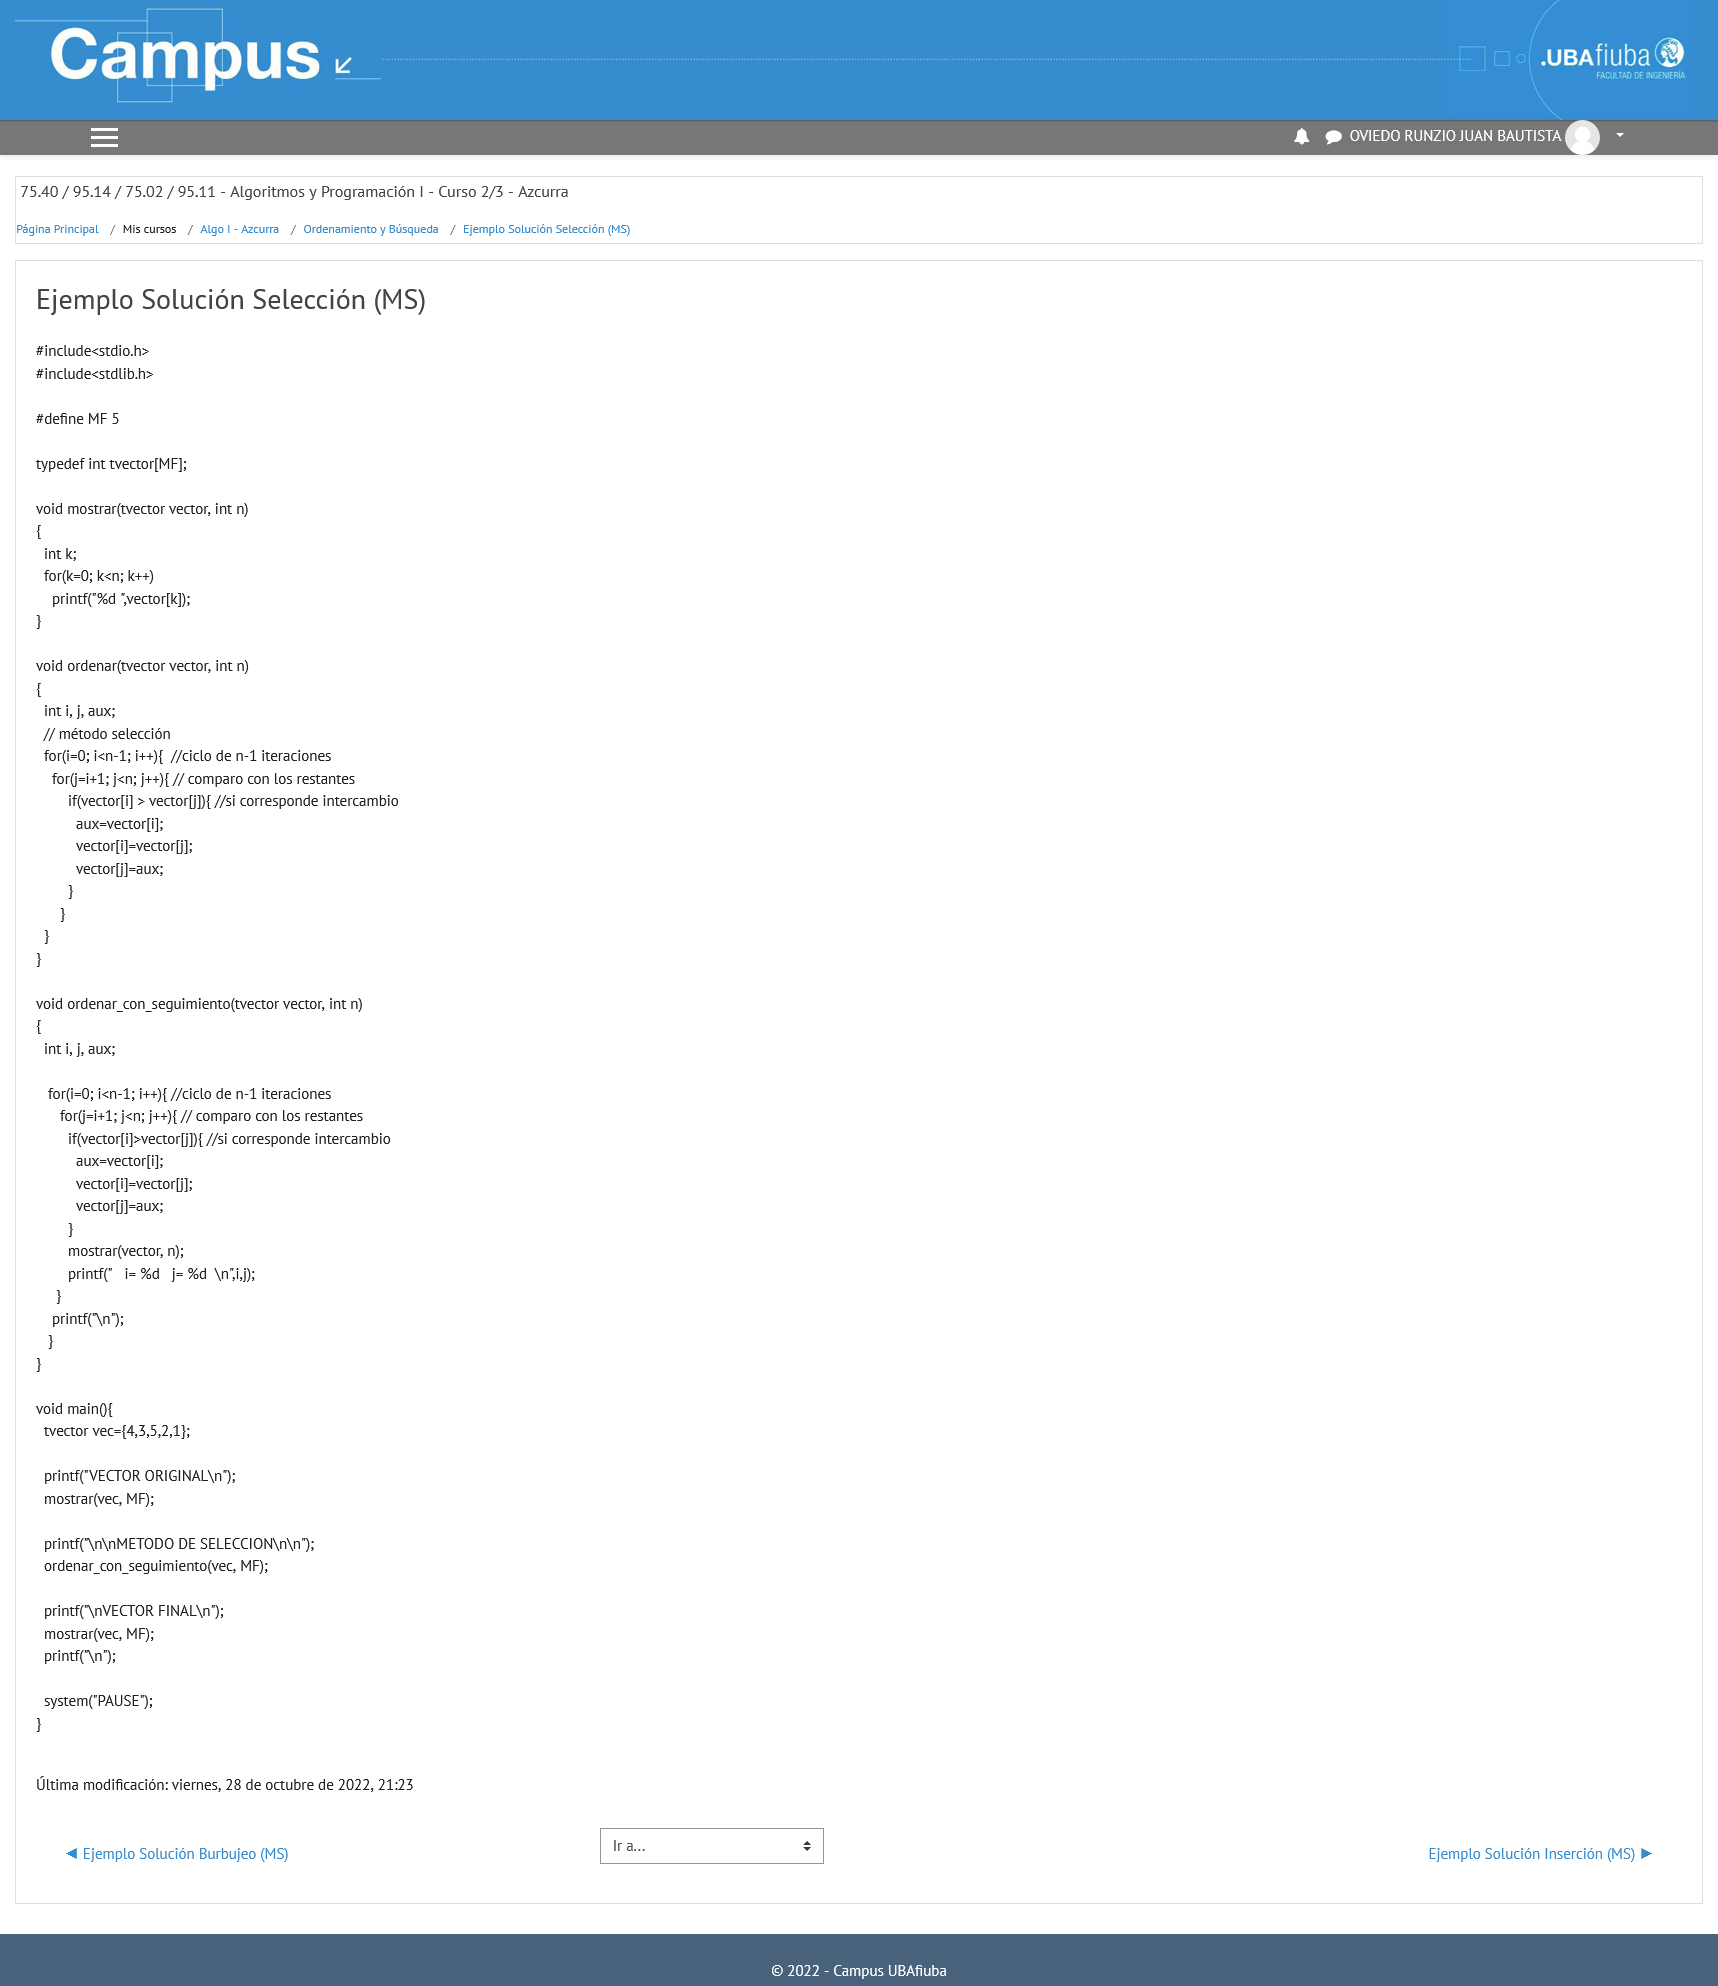 Campus
.UBAfiuba
FACULTAD DE INGENIERÍA
OVIEDO RUNZIO JUAN BAUTISTA
75.40 / 95.14 / 75.02 / 95.11 - Algoritmos y Programación I - Curso 2/3 - Azcurra
Página Principal / Mis cursos / Algo I - Azcurra / Ordenamiento y Búsqueda / Ejemplo Solución Selección (MS)
Ejemplo Solución Selección (MS)
#include<stdio.h>
#include<stdlib.h>
#define MF 5
typedef int tvector[MF];
void mostrar(tvector vector, int n)
{
int k;
for(k=0; k<n; k++)
printf("%d ",vector[k]);
}
void ordenar(tvector vector, int n)
{
int i, j, aux;
// método selección
for(i=0; i<n-1; i++){ //ciclo de n-1 iteraciones
for(j=i+1; j<n; j++){ // comparo con los restantes
if(vector[i] > vector[j]){ //si corresponde intercambio
aux=vector[i];
vector[i]=vector[j];
vector[j]=aux;
}
}
}
}
void ordenar_con_seguimiento(tvector vector, int n)
{
int i, j, aux;
for(i=0; i<n-1; i++){ //ciclo de n-1 iteraciones
for(j=i+1; j<n; j++){ // comparo con los restantes
if(vector[i]>vector[j]){ //si corresponde intercambio
aux=vector[i];
vector[i]=vector[j];
vector[j]=aux;
}
mostrar(vector, n);
printf("   i= %d   j= %d  \n",i,j);
}
printf("\n");
}
}
void main(){
tvector vec={4,3,5,2,1};
printf("VECTOR ORIGINAL\n");
mostrar(vec, MF);
printf("\n\nMETODO DE SELECCION\n\n");
ordenar_con_seguimiento(vec, MF);
printf("\nVECTOR FINAL\n");
mostrar(vec, MF);
printf("\n");
system("PAUSE");
}
Última modificación: viernes, 28 de octubre de 2022, 21:23
◀ Ejemplo Solución Burbujeo (MS)
Ir a...
Ejemplo Solución Inserción (MS) ▶
© 2022 - Campus UBAfiuba